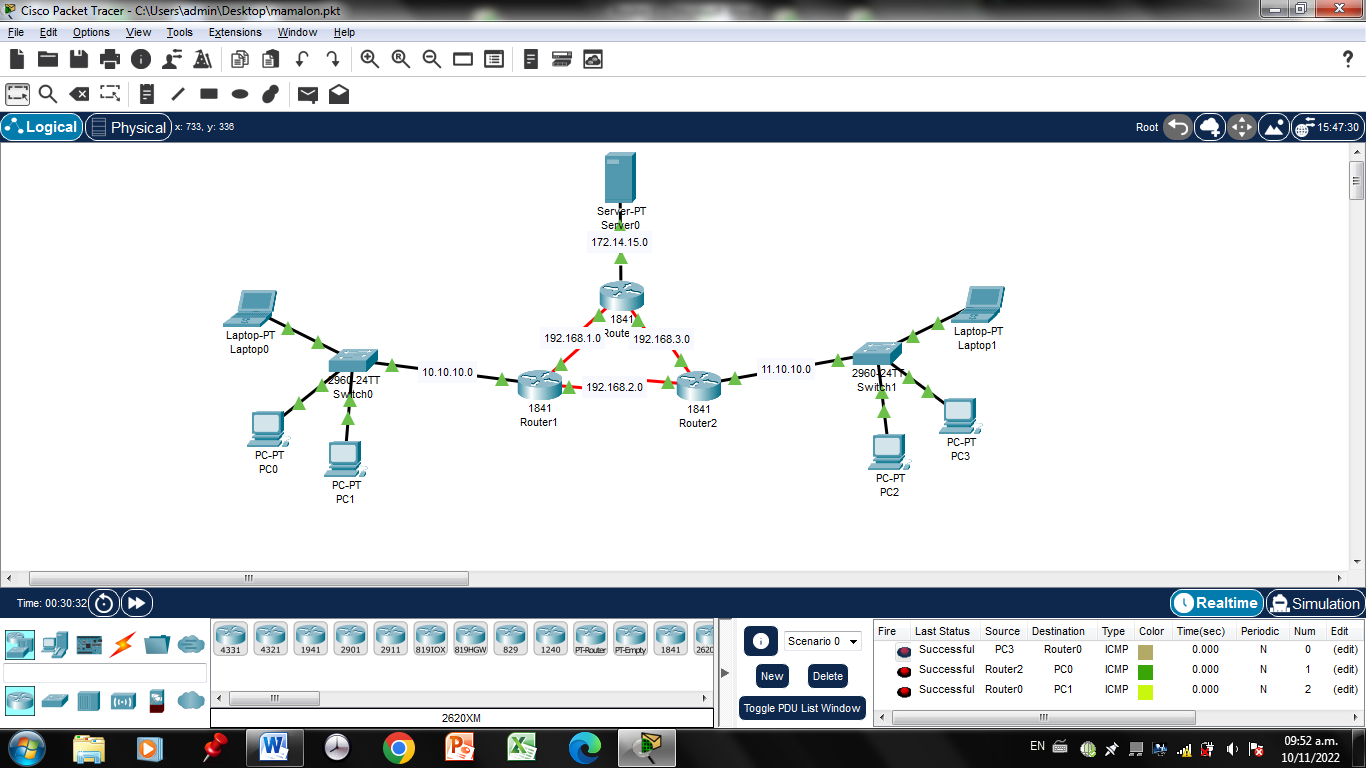 Cisco Packet Tracer - C:\Users\admin\Desktop\mamalon.pkt
File Edit Options View Tools Extensions Window Help
Logical Physical x: 733, y: 336 Root 15:47:30
Server-PT
Server0
172.14.15.0
1841
Route
Laptop-PT
Laptop0
Laptop-PT
Laptop1
192.168.1.0 192.168.3.0
10.10.10.0 192.168.2.0 11.10.10.0
2960-24TT
Switch0
2960-24TT
Switch1
1841
Router1
1841
Router2
PC-PT
PC0
PC-PT
PC1
PC-PT
PC2
PC-PT
PC3
Time: 00:30:32 Realtime Simulation
4331 4321 1941 2901 2911 819IOX 819HGW 829 1240 PT-Router PT-Empty 1841 2620
2620XM
Scenario 0
New Delete
Toggle PDU List Window
Fire Last Status Source Destination Type Color Time(sec) Periodic Num Edit
Successful PC3 Router0 ICMP 0.000 N 0 (edit)
Successful Router2 PC0 ICMP 0.000 N 1 (edit)
Successful Router0 PC1 ICMP 0.000 N 2 (edit)
EN 09:52 a.m.
10/11/2022